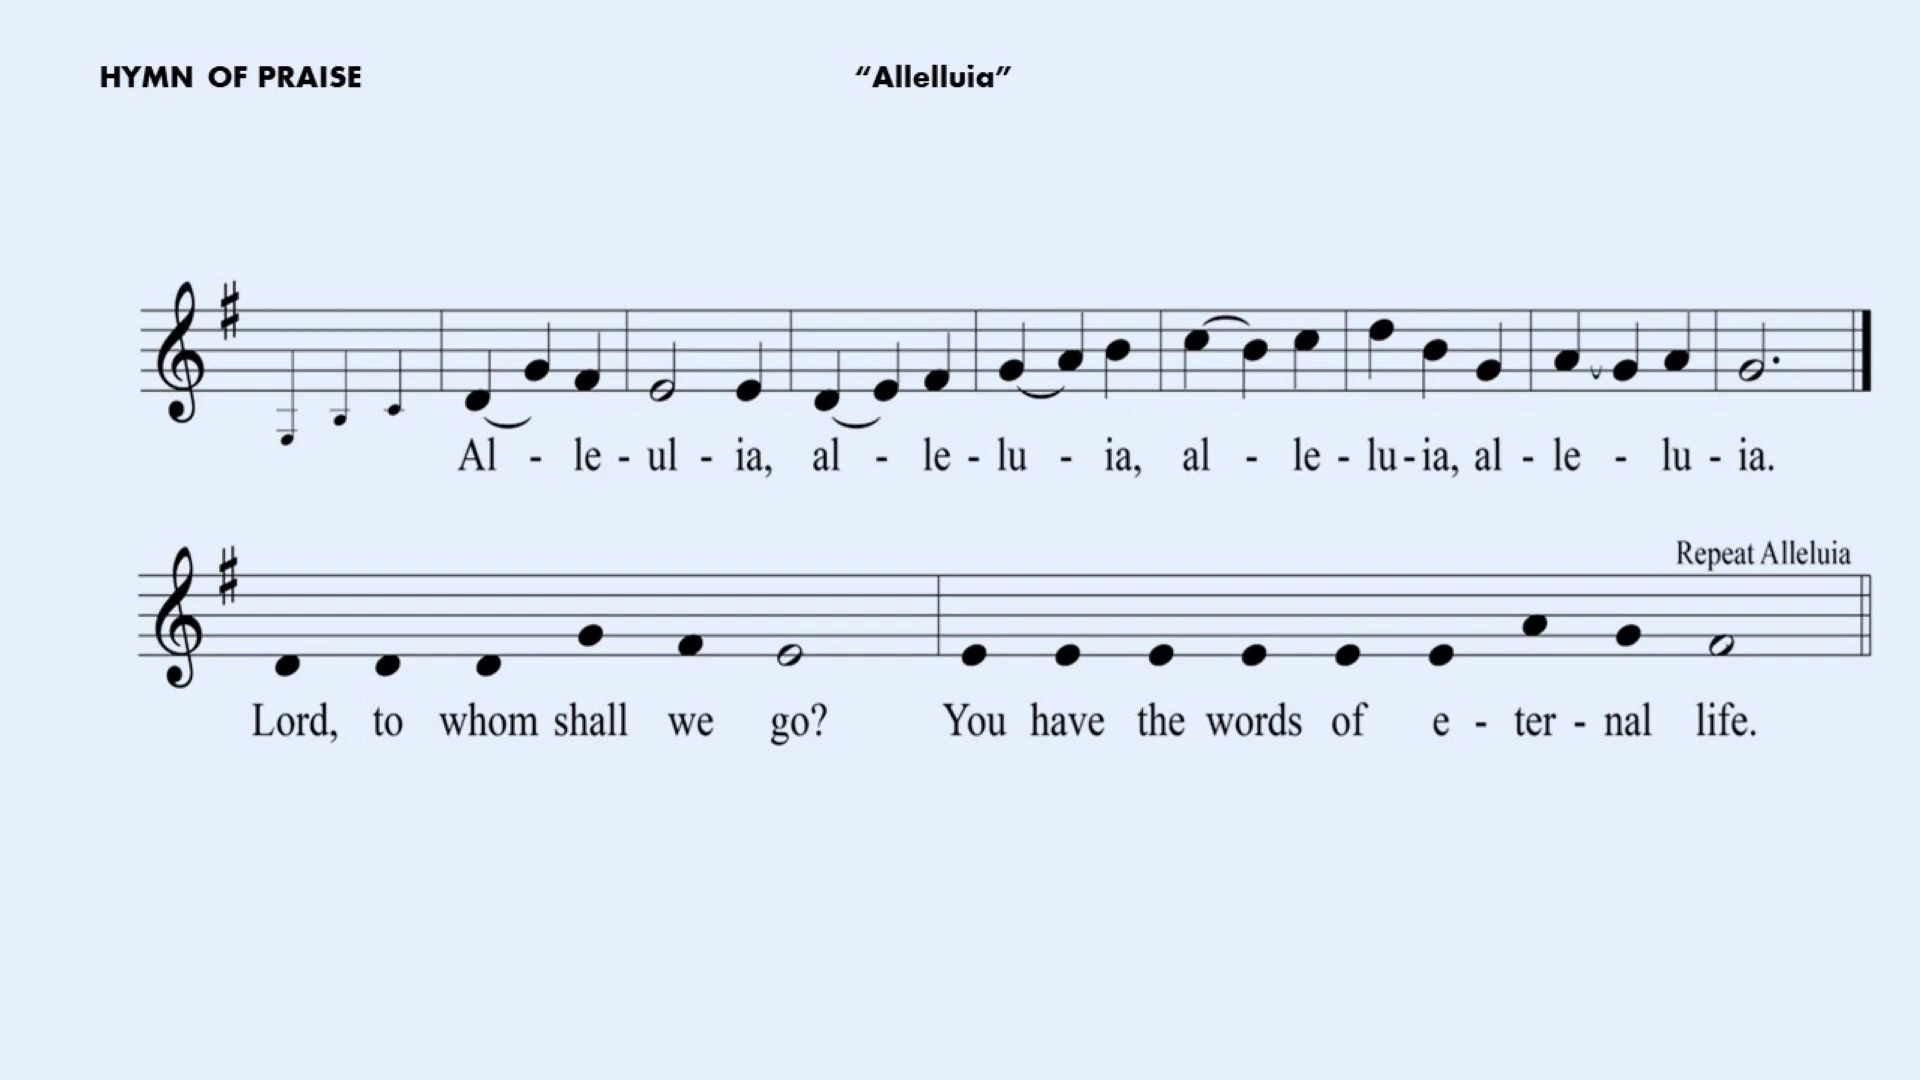 HYMN OF PRAISE “Allelluia”
Al - le - ul - ia, al - le - lu - ia, al - le - lu - ia, al - le - lu - ia.
Repeat Alleluia
Lord, to whom shall we go? You have the words of e - ter - nal life.